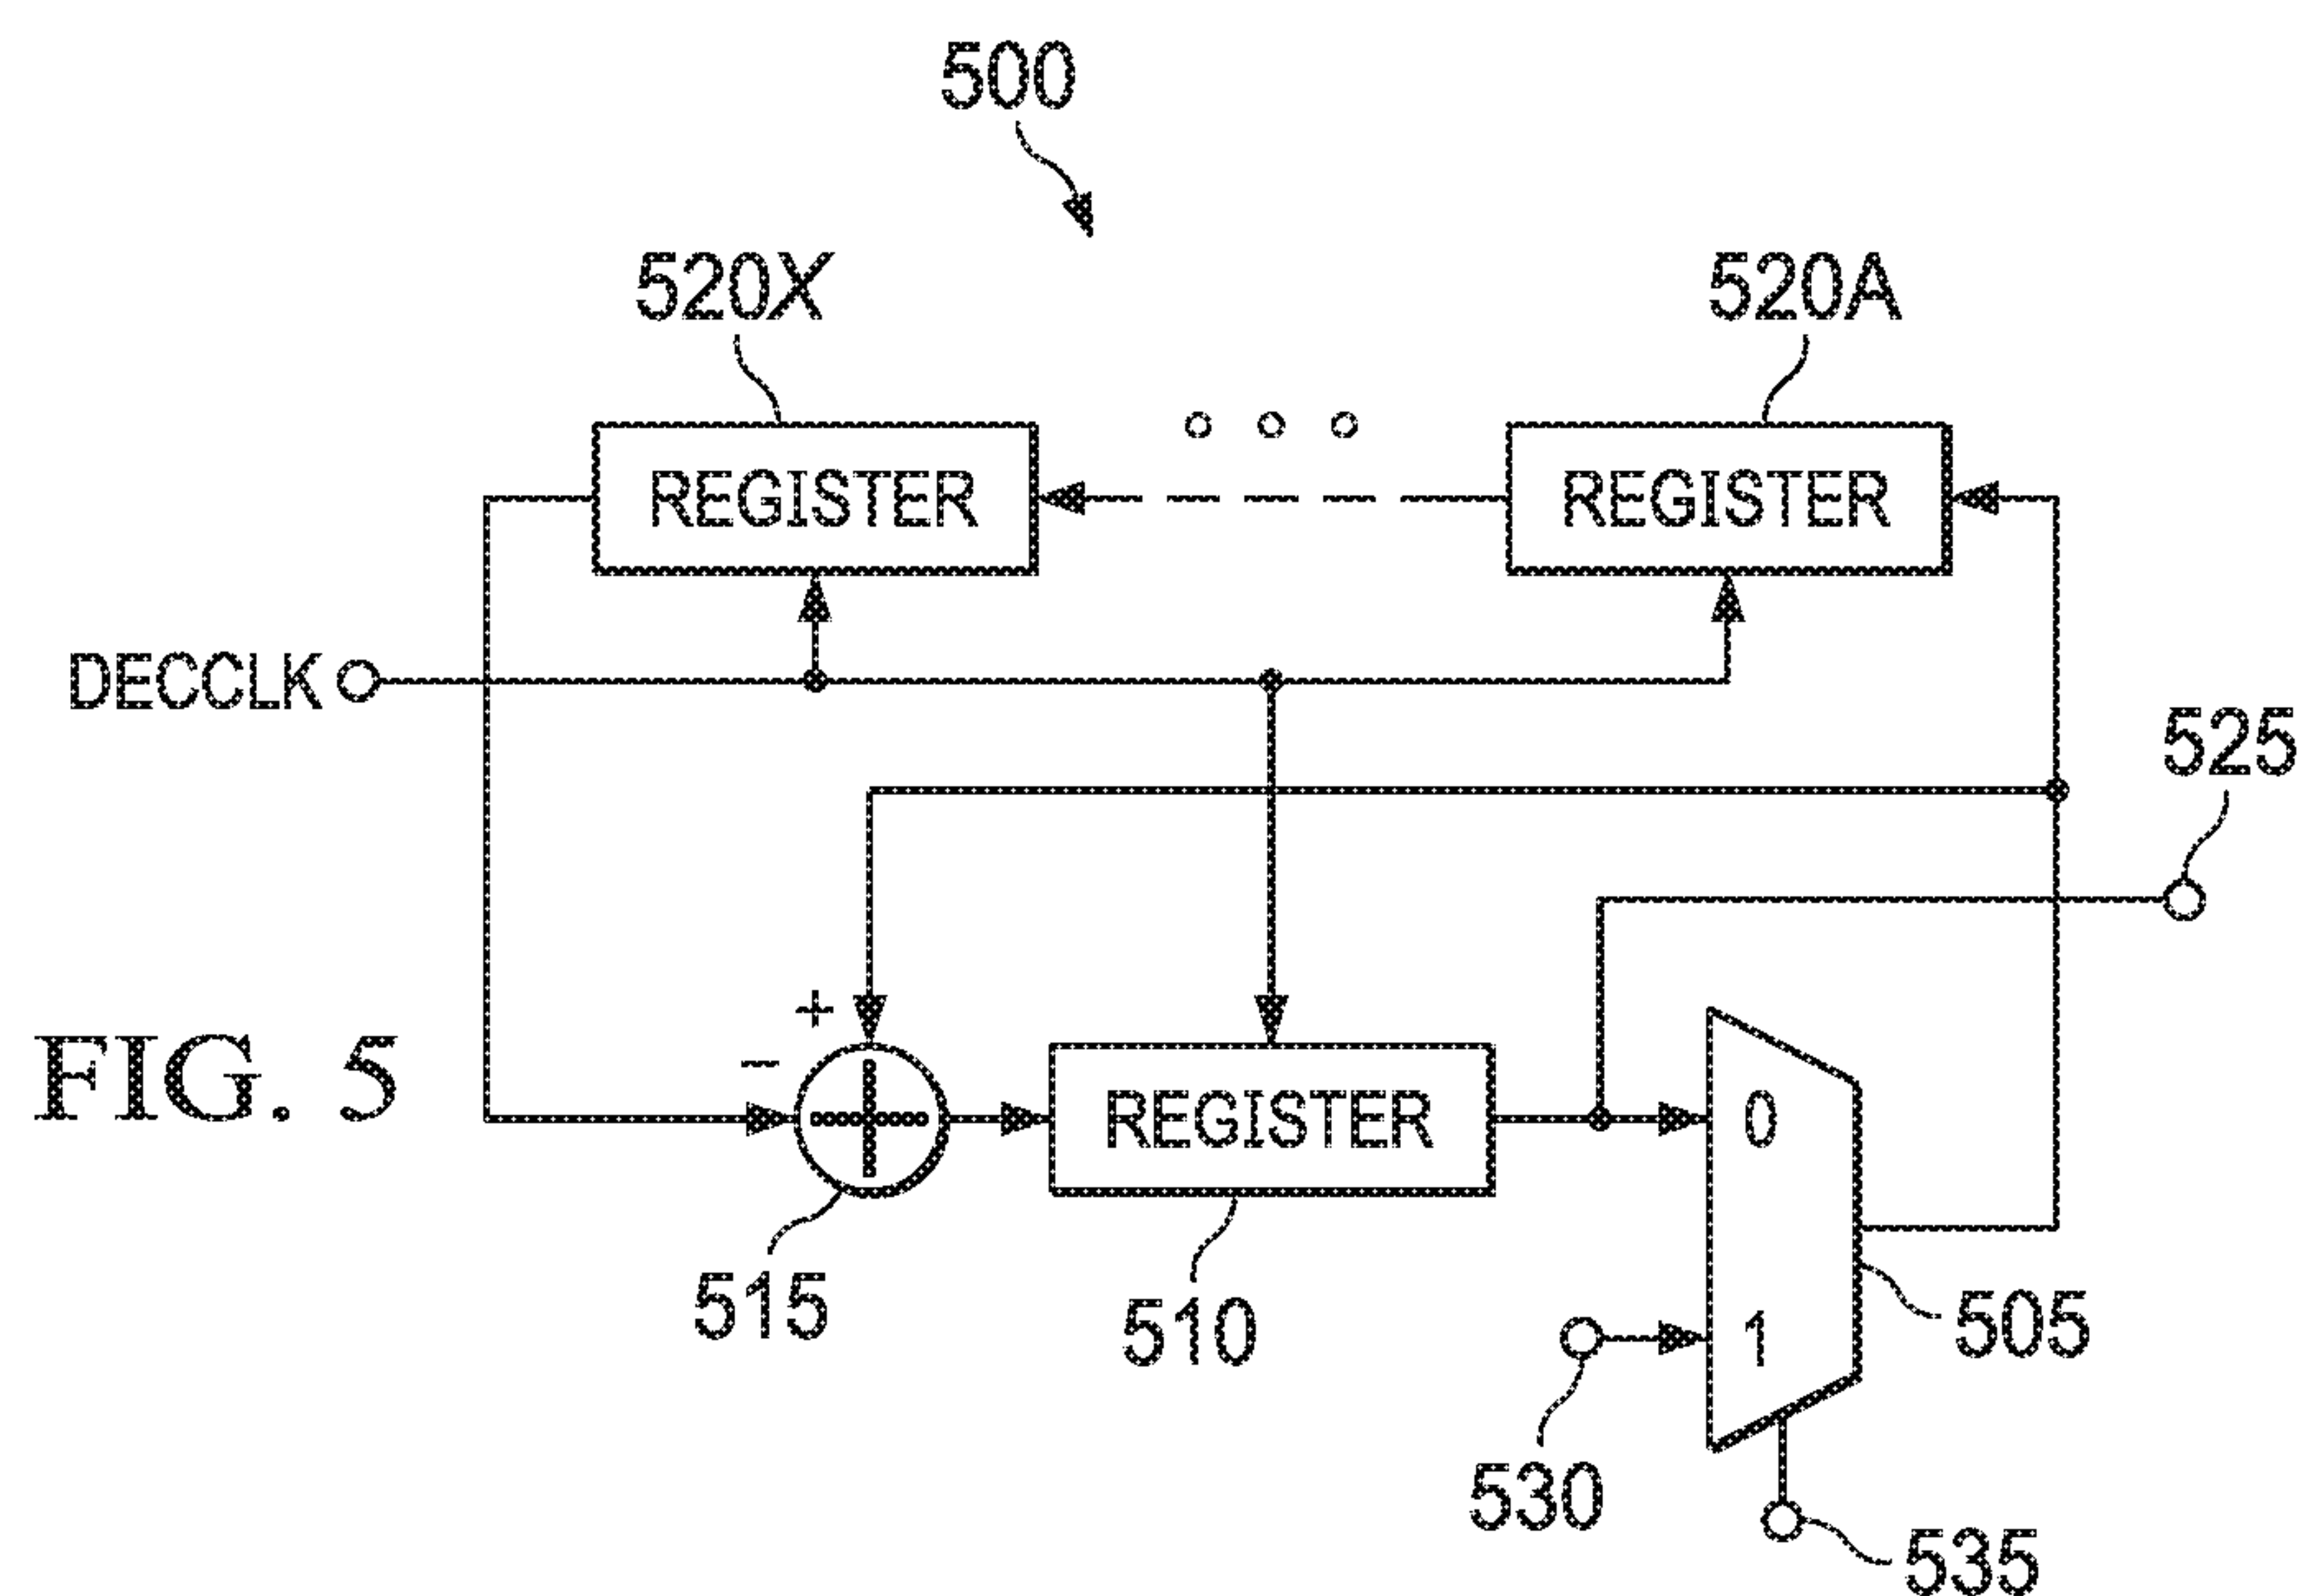 500
520X
520A
REGISTER
REGISTER
DECCLK
525
+
−
FIG. 5
REGISTER
0
1
515
510
505
530
535